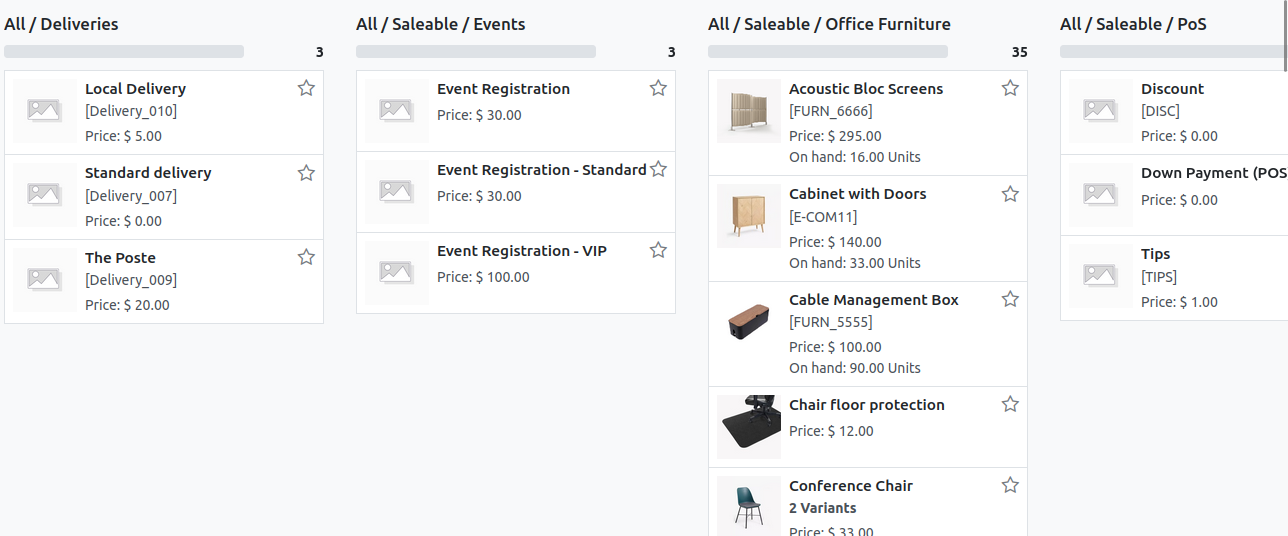 All / Deliveries
3
Local Delivery
[Delivery_010]
Price: $ 5.00
Standard delivery
[Delivery_007]
Price: $ 0.00
The Poste
[Delivery_009]
Price: $ 20.00
All / Saleable / Events
3
Event Registration
Price: $ 30.00
Event Registration - Standard
Price: $ 30.00
Event Registration - VIP
Price: $ 100.00
All / Saleable / Office Furniture
35
Acoustic Bloc Screens
[FURN_6666]
Price: $ 295.00
On hand: 16.00 Units
Cabinet with Doors
[E-COM11]
Price: $ 140.00
On hand: 33.00 Units
Cable Management Box
[FURN_5555]
Price: $ 100.00
On hand: 90.00 Units
Chair floor protection
Price: $ 12.00
Conference Chair
2 Variants
Price: $ 33.00
All / Saleable / PoS
Discount
[DISC]
Price: $ 0.00
Down Payment (POS
Price: $ 0.00
Tips
[TIPS]
Price: $ 1.00